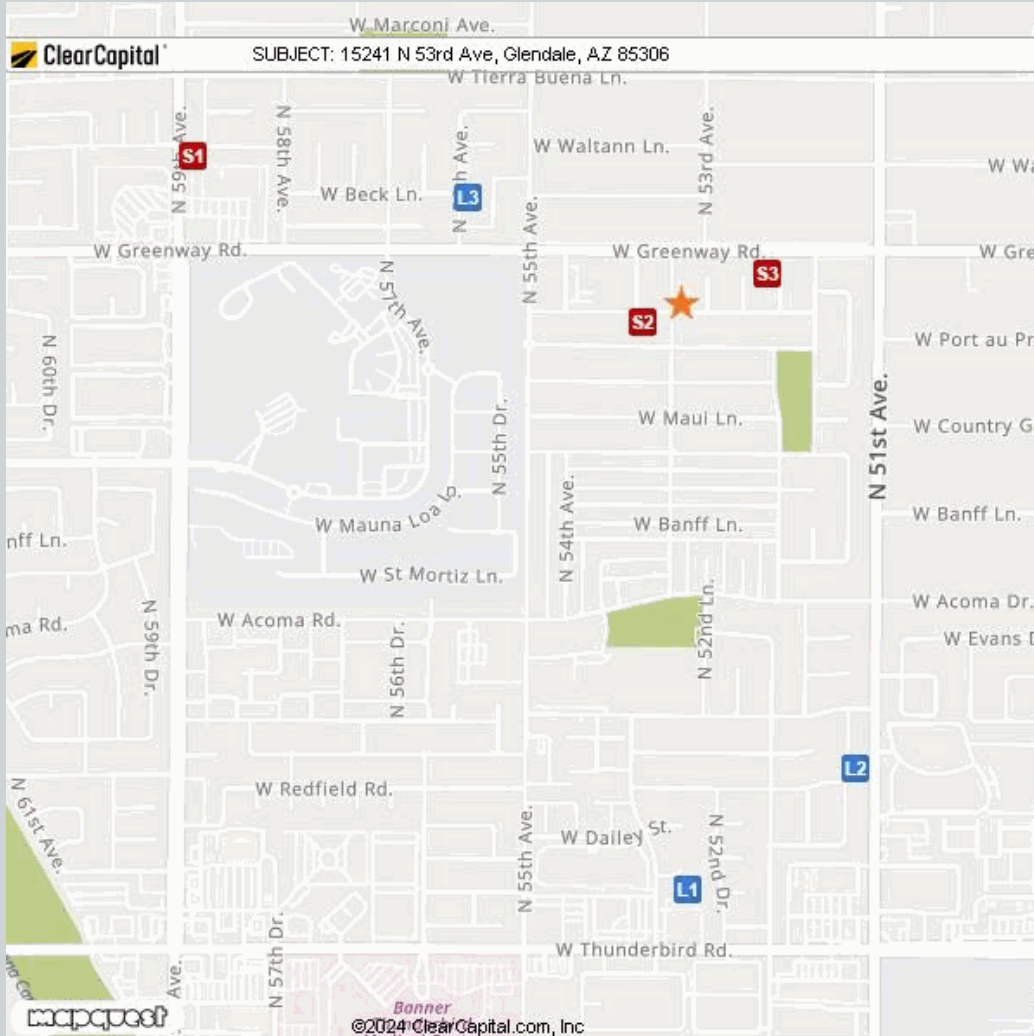 W Marconi Ave.
ClearCapital SUBJECT: 15241 N 53rd Ave, Glendale, AZ 85306
W Tierra Buena Ln.
N 59th Ave.
S1
N 58th Ave.
h Ave.
N
W Waltann Ln.
N 53rd Ave.
W Wa
W Beck Ln.
L3
N 55th Ave.
W Greenway Rd.
W Greenway Rd.
W Gre
N 57th Ave.
S3
S2
N 60th Dr.
W Port au Pr
N 51st Ave.
W Maui Ln.
W Country G
N 55th Dr.
N 54th Ave.
W Mauna Loa Lp.
W Banff Ln.
W Banff Ln.
nff Ln.
W St Mortiz Ln.
W Acoma Rd.
N 52nd Ln.
W Acoma Dr.
ma Rd.
N 59th Dr.
N 56th Dr.
W Evans D
L2
N 61st Ave.
W Redfield Rd.
N 55th Ave.
W Dailey St.
N 52nd Dr.
L1
N 57th Dr.
W Thunderbird Rd.
Ave.
Banner
mapquest
©2024 ClearCapital.com, Inc